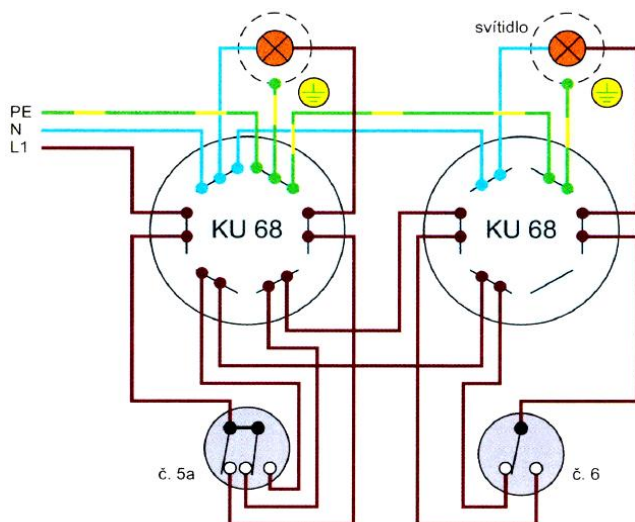 svítidlo
PE
N
L1
KU 68
KU 68
č. 5a
č. 6